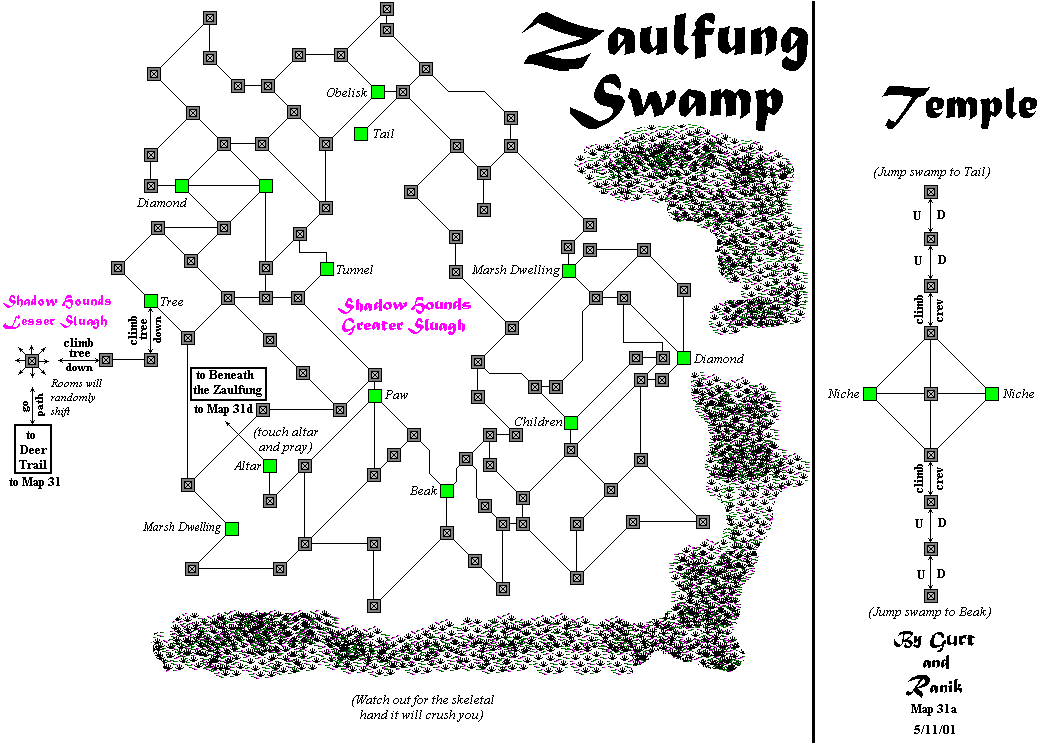 Zaulfung
Swamp
Obelisk
Tail
Diamond
Tunnel
Marsh Dwelling
Tree
Shadow Hounds
Lesser Sluagh
Shadow Hounds
Greater Sluagh
climb
tree
down
climb
tree
down
Rooms will
randomly
shift
go
path
to
Deer
Trail
to Map 31
to Beneath
the Zaulfung
to Map 31d
(touch altar
and pray)
Altar
Paw
Diamond
Children
Beak
Marsh Dwelling
(Watch out for the skeletal
hand it will crush you)
Temple
(Jump swamp to Tail)
U D
U D
climb
crev
Niche
Niche
climb
crev
U D
U D
(Jump swamp to Beak)
By Gurt
and
Ranik
Map 31a
5/11/01